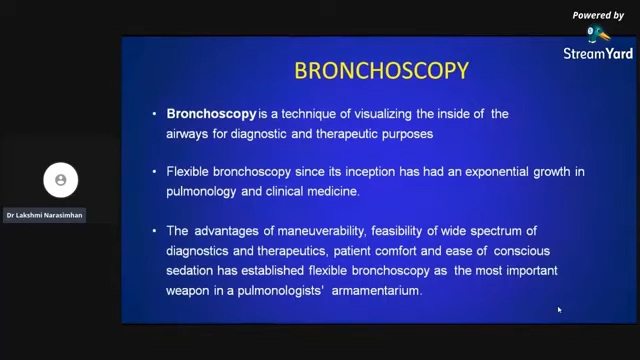 Powered by
StreamYard
BRONCHOSCOPY
• Bronchoscopy is a technique of visualizing the inside of the
airways for diagnostic and therapeutic purposes
• Flexible bronchoscopy since its inception has had an exponential growth in
pulmonology and clinical medicine.
• The advantages of maneuverability, feasibility of wide spectrum of
diagnostics and therapeutics, patient comfort and ease of conscious
sedation has established flexible bronchoscopy as the most important
weapon in a pulmonologists' armamentarium.
Dr Lakshmi Narasimhan